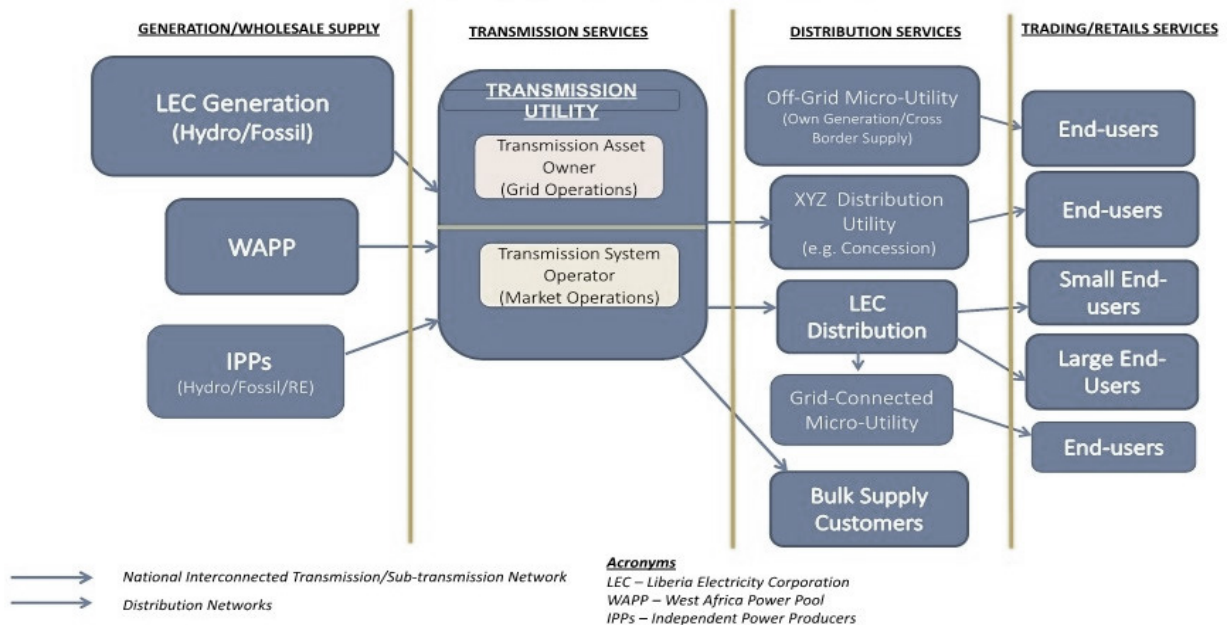 GENERATION/WHOLESALE SUPPLY
LEC Generation
(Hydro/Fossil)
WAPP
IPPs
(Hydro/Fossil/RE)
TRANSMISSION SERVICES
TRANSMISSION
UTILITY
Transmission Asset
Owner
(Grid Operations)
Transmission System
Operator
(Market Operations)
DISTRIBUTION SERVICES
Off-Grid Micro-Utility
(Own Generation/Cross
Border Supply)
XYZ Distribution
Utility
(e.g. Concession)
LEC
Distribution
Grid-Connected
Micro-Utility
Bulk Supply
Customers
TRADING/RETAILS SERVICES
End-users
End-users
Small End-
users
Large End-
Users
End-users
National Interconnected Transmission/Sub-transmission Network
Distribution Networks
Acronyms
LEC – Liberia Electricity Corporation
WAPP – West Africa Power Pool
IPPs – Independent Power Producers